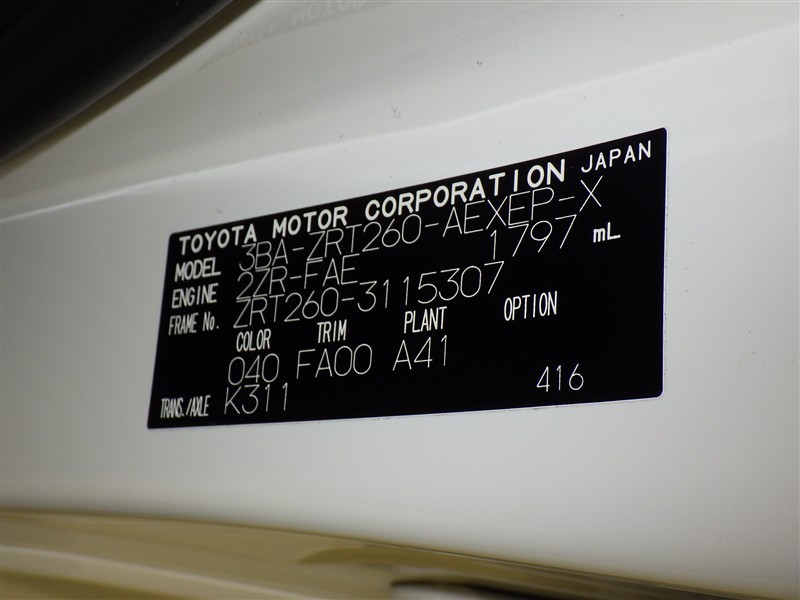 TOYOTA MOTOR CORPORATION JAPAN
MODEL 3BA-ZRT260-AEXEP-X
ENGINE 2ZR-FAE 1797 mL
FRAME No. ZRT260-3115307
COLOR TRIM PLANT OPTION
040 FA00 A41
TRANS./AXLE K311 416